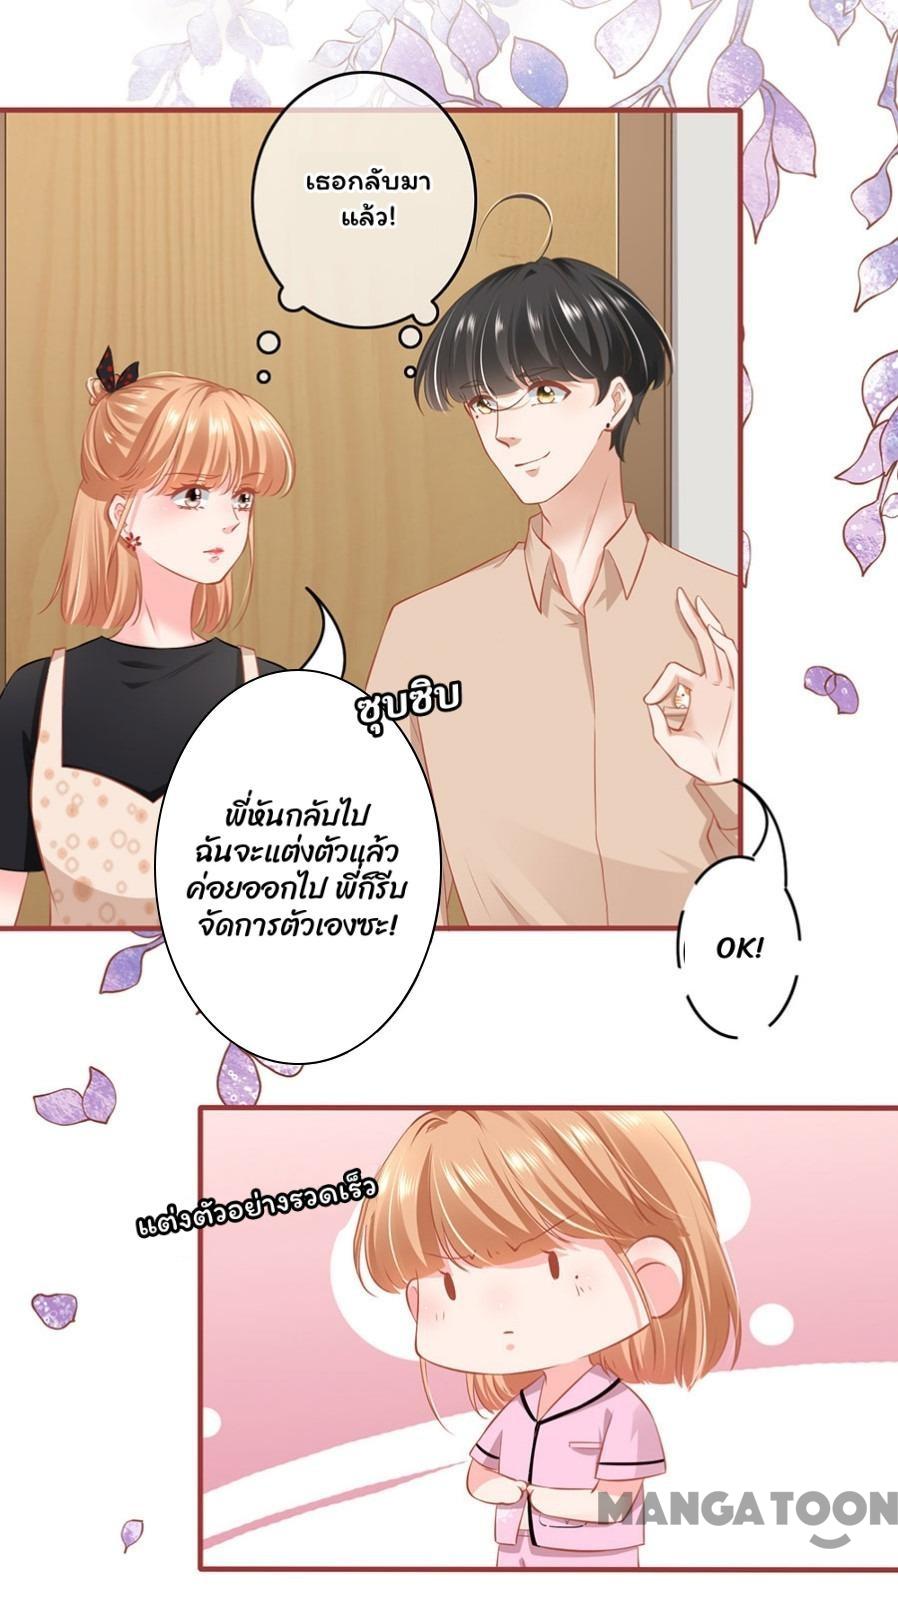 เธอกลับมา
แล้ว!
ซุบซิบ
พี่หันกลับไป
ฉันจะแต่งตัวแล้ว
ค่อยออกไป พี่ก็รีบ
จัดการตัวเองซะ!
OK!
แต่งตัวอย่างรวดเร็ว
MANGATOON